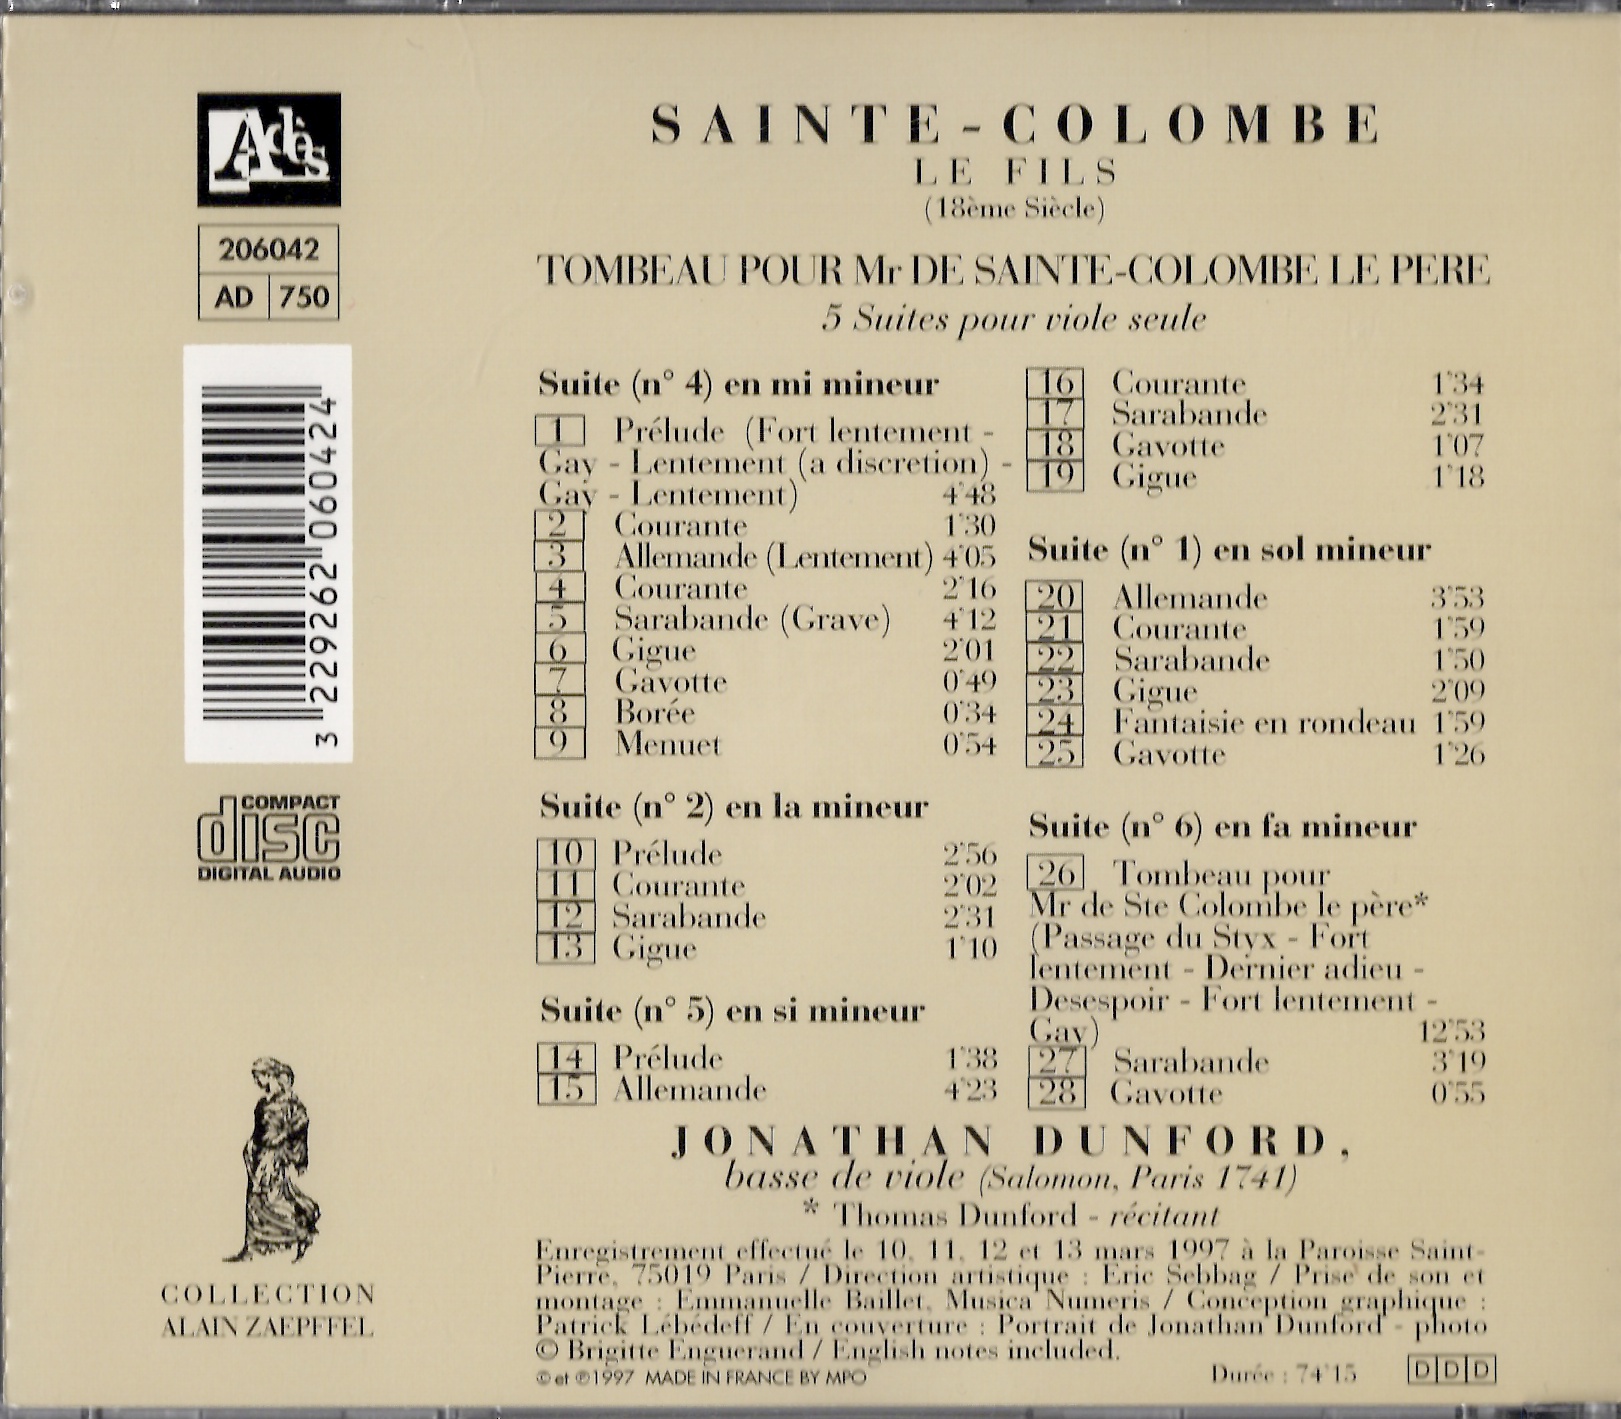 Adès
206042
AD 750
3 229262 060424
COMPACT
disc
DIGITAL AUDIO
COLLECTION
ALAIN ZAEPFFEL
SAINTE-COLOMBE
LE FILS
(18ème Siècle)
TOMBEAU POUR Mr DE SAINTE-COLOMBE LE PERE
5 Suites pour viole seule
Suite (n° 4) en mi mineur
1 Prélude (Fort lentement -
Gay - Lentement (a discretion) -
Gay - Lentement) 4'48
2 Courante 1'30
3 Allemande (Lentement) 4'05
4 Courante 2'16
5 Sarabande (Grave) 4'12
6 Gigue 2'01
7 Gavotte 0'49
8 Borée 0'34
9 Menuet 0'54
Suite (n° 2) en la mineur
10 Prélude 2'56
11 Courante 2'02
12 Sarabande 2'31
13 Gigue 1'10
Suite (n° 5) en si mineur
14 Prélude 1'38
15 Allemande 4'23
16 Courante 1'34
17 Sarabande 2'31
18 Gavotte 1'07
19 Gigue 1'18
Suite (n° 1) en sol mineur
20 Allemande 3'53
21 Courante 1'59
22 Sarabande 1'50
23 Gigue 2'09
24 Fantaisie en rondeau 1'59
25 Gavotte 1'26
Suite (n° 6) en fa mineur
26 Tombeau pour
Mr de Ste Colombe le père*
(Passage du Styx - Fort
lentement - Dernier adieu -
Desespoir - Fort lentement -
Gay) 12'53
27 Sarabande 3'19
28 Gavotte 0'55
JONATHAN DUNFORD,
basse de viole (Salomon, Paris 1741)
* Thomas Dunford - récitant
Enregistrement effectué le 10, 11, 12 et 13 mars 1997 à la Paroisse Saint-
Pierre, 75019 Paris / Direction artistique : Eric Sebbag / Prise de son et
montage : Emmanuelle Baillet, Musica Numeris / Conception graphique :
Patrick Lébédeff / En couverture : Portrait de Jonathan Dunford - photo
© Brigitte Enguerand / English notes included.
© et ℗ 1997 MADE IN FRANCE BY MPO
Durée : 74'15
DDD